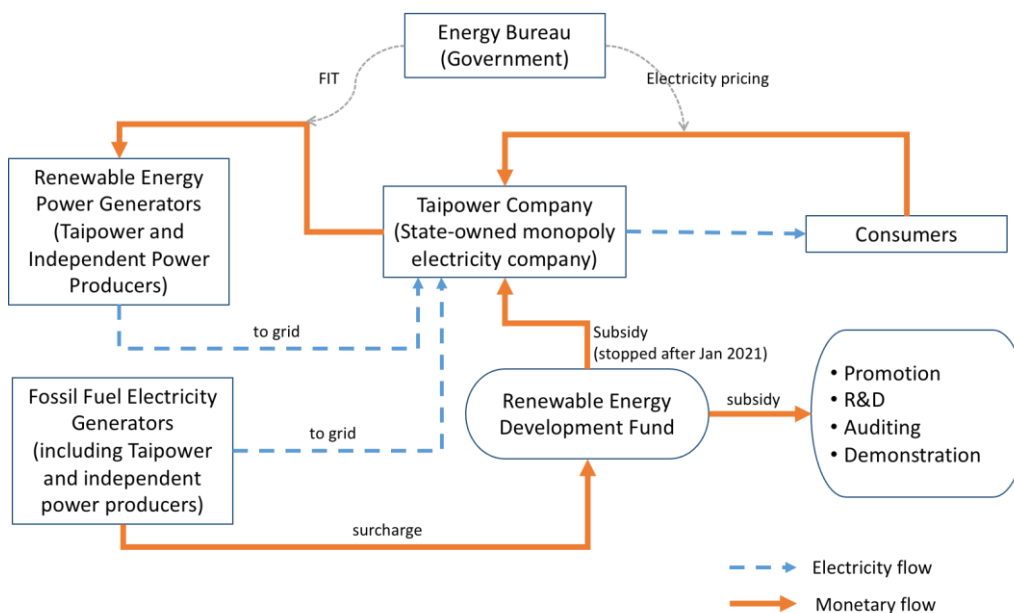 Energy Bureau
(Government)
FIT
Electricity pricing
Renewable Energy
Power Generators
(Taipower and
Independent Power
Producers)
Taipower Company
(State-owned monopoly
electricity company)
Consumers
to grid
Subsidy
(stopped after Jan 2021)
Fossil Fuel Electricity
Generators
(including Taipower
and independent
power producers)
to grid
Renewable Energy
Development Fund
subsidy
• Promotion
• R&D
• Auditing
• Demonstration
surcharge
Electricity flow
Monetary flow